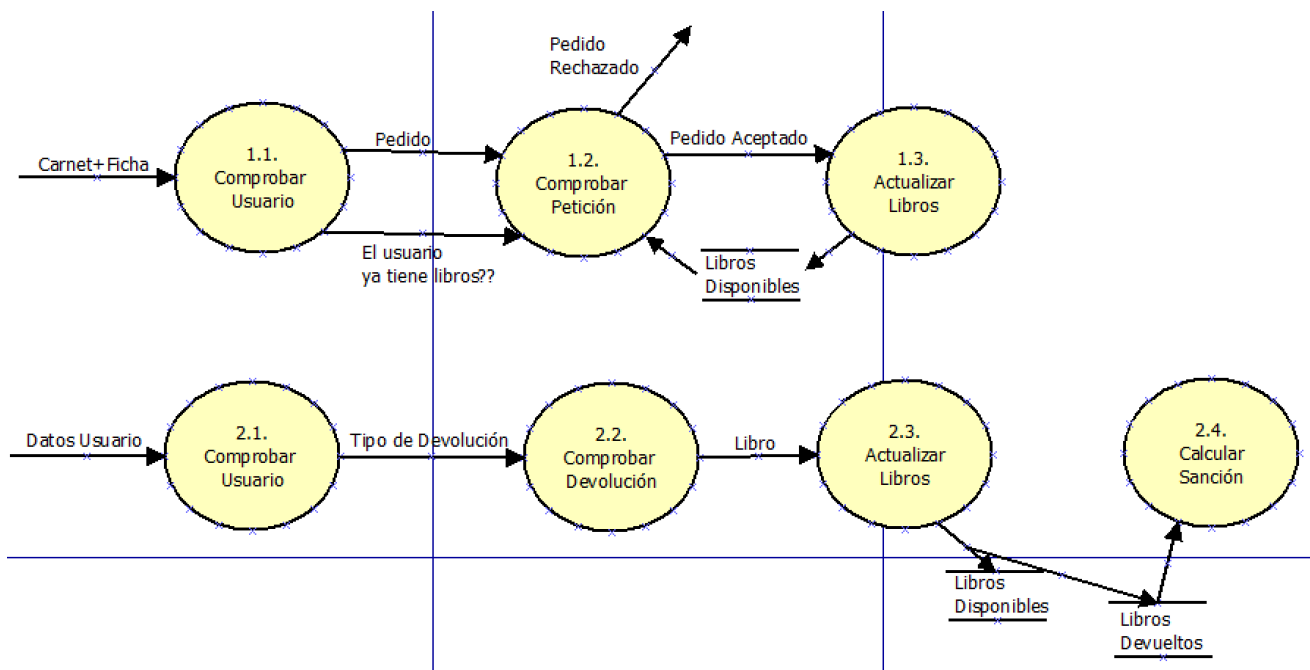 Pedido
Rechazado
Carnet+Ficha
1.1.
Comprobar
Usuario
Pedido
El usuario
ya tiene libros??
1.2.
Comprobar
Petición
Pedido Aceptado
1.3.
Actualizar
Libros
Libros
Disponibles
Datos Usuario
2.1.
Comprobar
Usuario
Tipo de Devolución
2.2.
Comprobar
Devolución
Libro
2.3.
Actualizar
Libros
2.4.
Calcular
Sanción
Libros
Disponibles
Libros
Devueltos